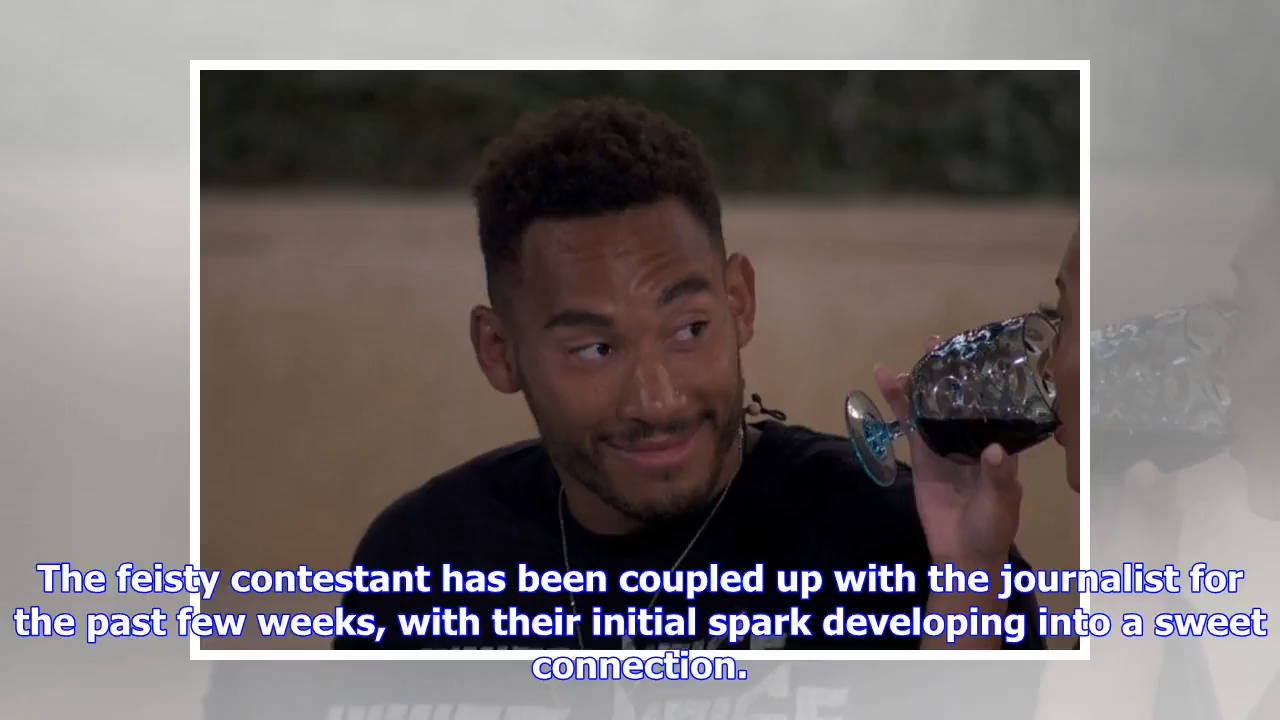 The feisty contestant has been coupled up with the journalist for
the past few weeks, with their initial spark developing into a sweet
connection.